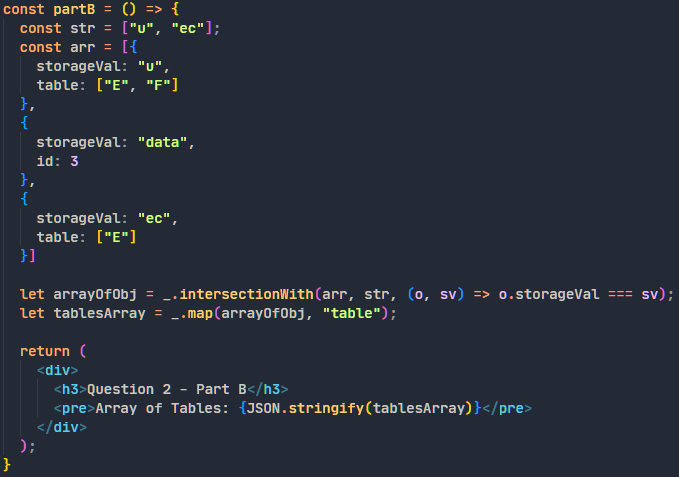 const partB = () => {
  const str = ["u", "ec"];
  const arr = [{
    storageVal: "u",
    table: ["E", "F"]
  },
  {
    storageVal: "data",
    id: 3
  },
  {
    storageVal: "ec",
    table: ["E"]
  }]

  let arrayOfObj = _.intersectionWith(arr, str, (o, sv) => o.storageVal === sv);
  let tablesArray = _.map(arrayOfObj, "table");

  return (
    <div>
      <h3>Question 2 - Part B</h3>
      <pre>Array of Tables: {JSON.stringify(tablesArray)}</pre>
    </div>
  );
}